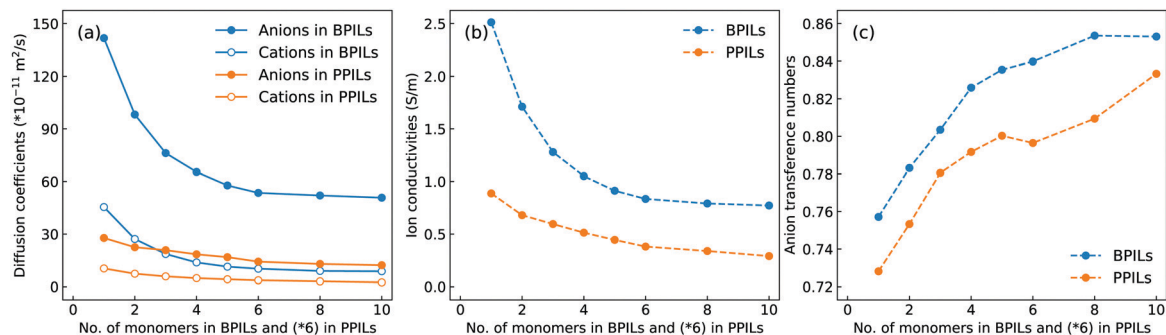 (a)
Anions in BPILs
Cations in BPILs
Anions in PPILs
Cations in PPILs
Diffusion coefficients (*10⁻¹¹ m²/s)
150
120
90
60
30
0
0
2
4
6
8
10
No. of monomers in BPILs and (*6) in PPILs
(b)
BPILs
PPILs
Ion conductivities (S/m)
2.5
2.0
1.5
1.0
0.5
0.0
0
2
4
6
8
10
No. of monomers in BPILs and (*6) in PPILs
(c)
BPILs
PPILs
Anion transference numbers
0.86
0.84
0.82
0.80
0.78
0.76
0.74
0.72
0
2
4
6
8
10
No. of monomers in BPILs and (*6) in PPILs